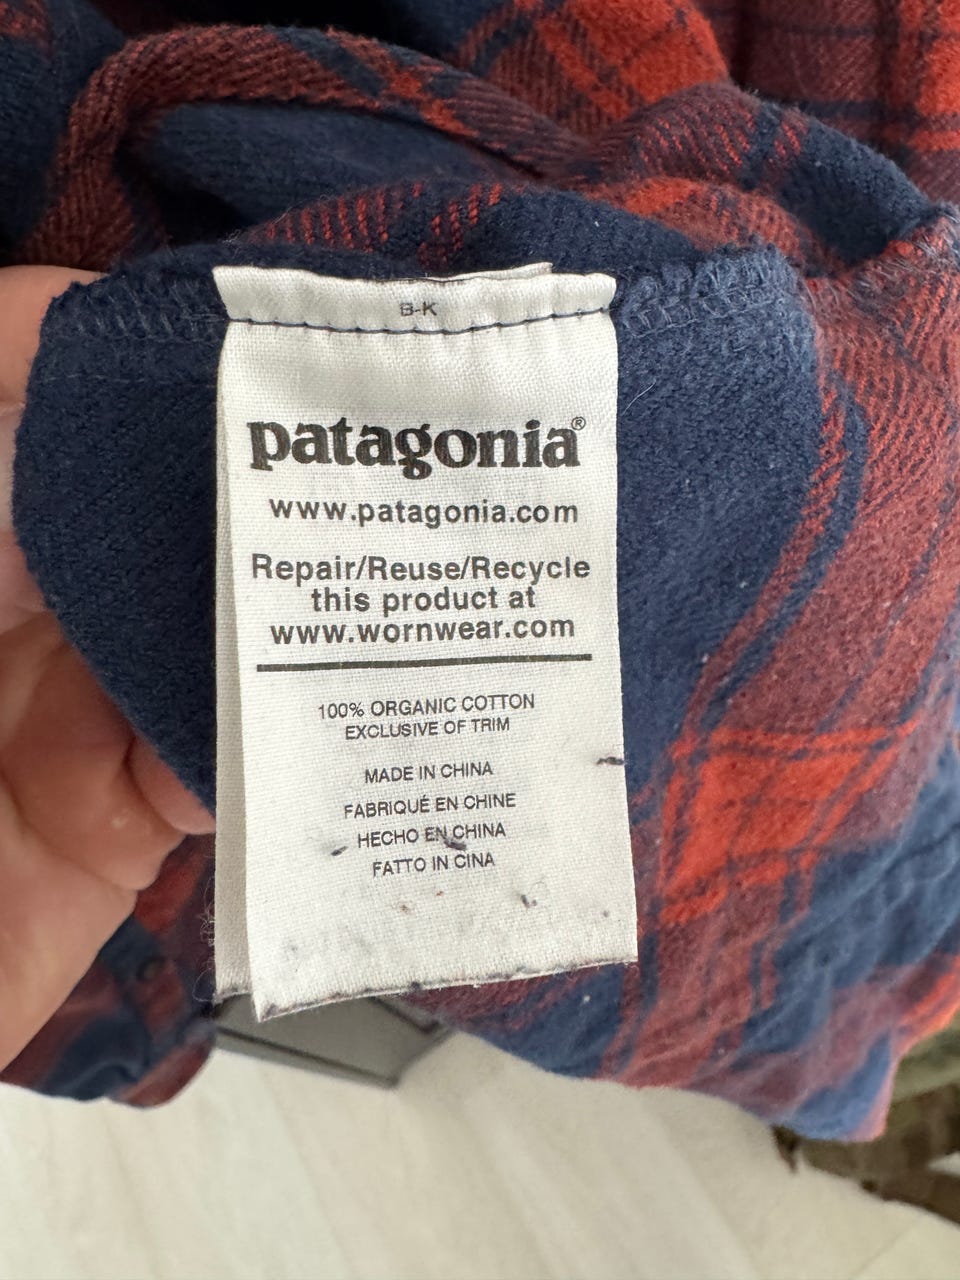 B-K
patagonia®
www.patagonia.com
Repair/Reuse/Recycle
this product at
www.wornwear.com
100% ORGANIC COTTON
EXCLUSIVE OF TRIM
MADE IN CHINA
FABRIQUÉ EN CHINE
HECHO EN CHINA
FATTO IN CINA